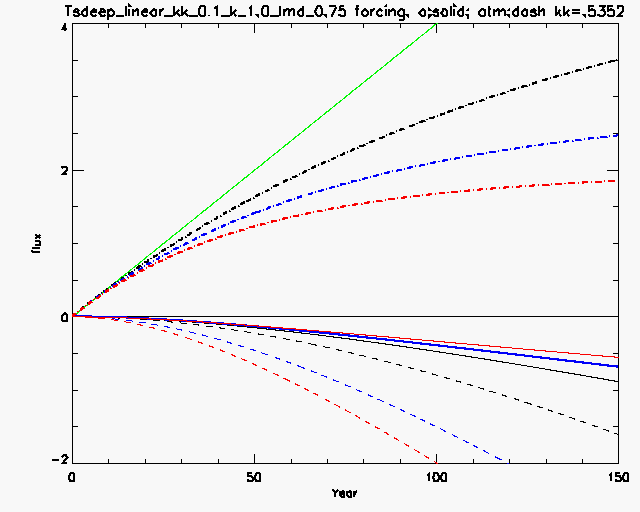 Tsdeep_linear_kk_0.1_k_1.0_lmd_0.75 forcing, o;solid; atm;dash kk=.5352
4
2
flux
0
-2
0 50 100 150
Year